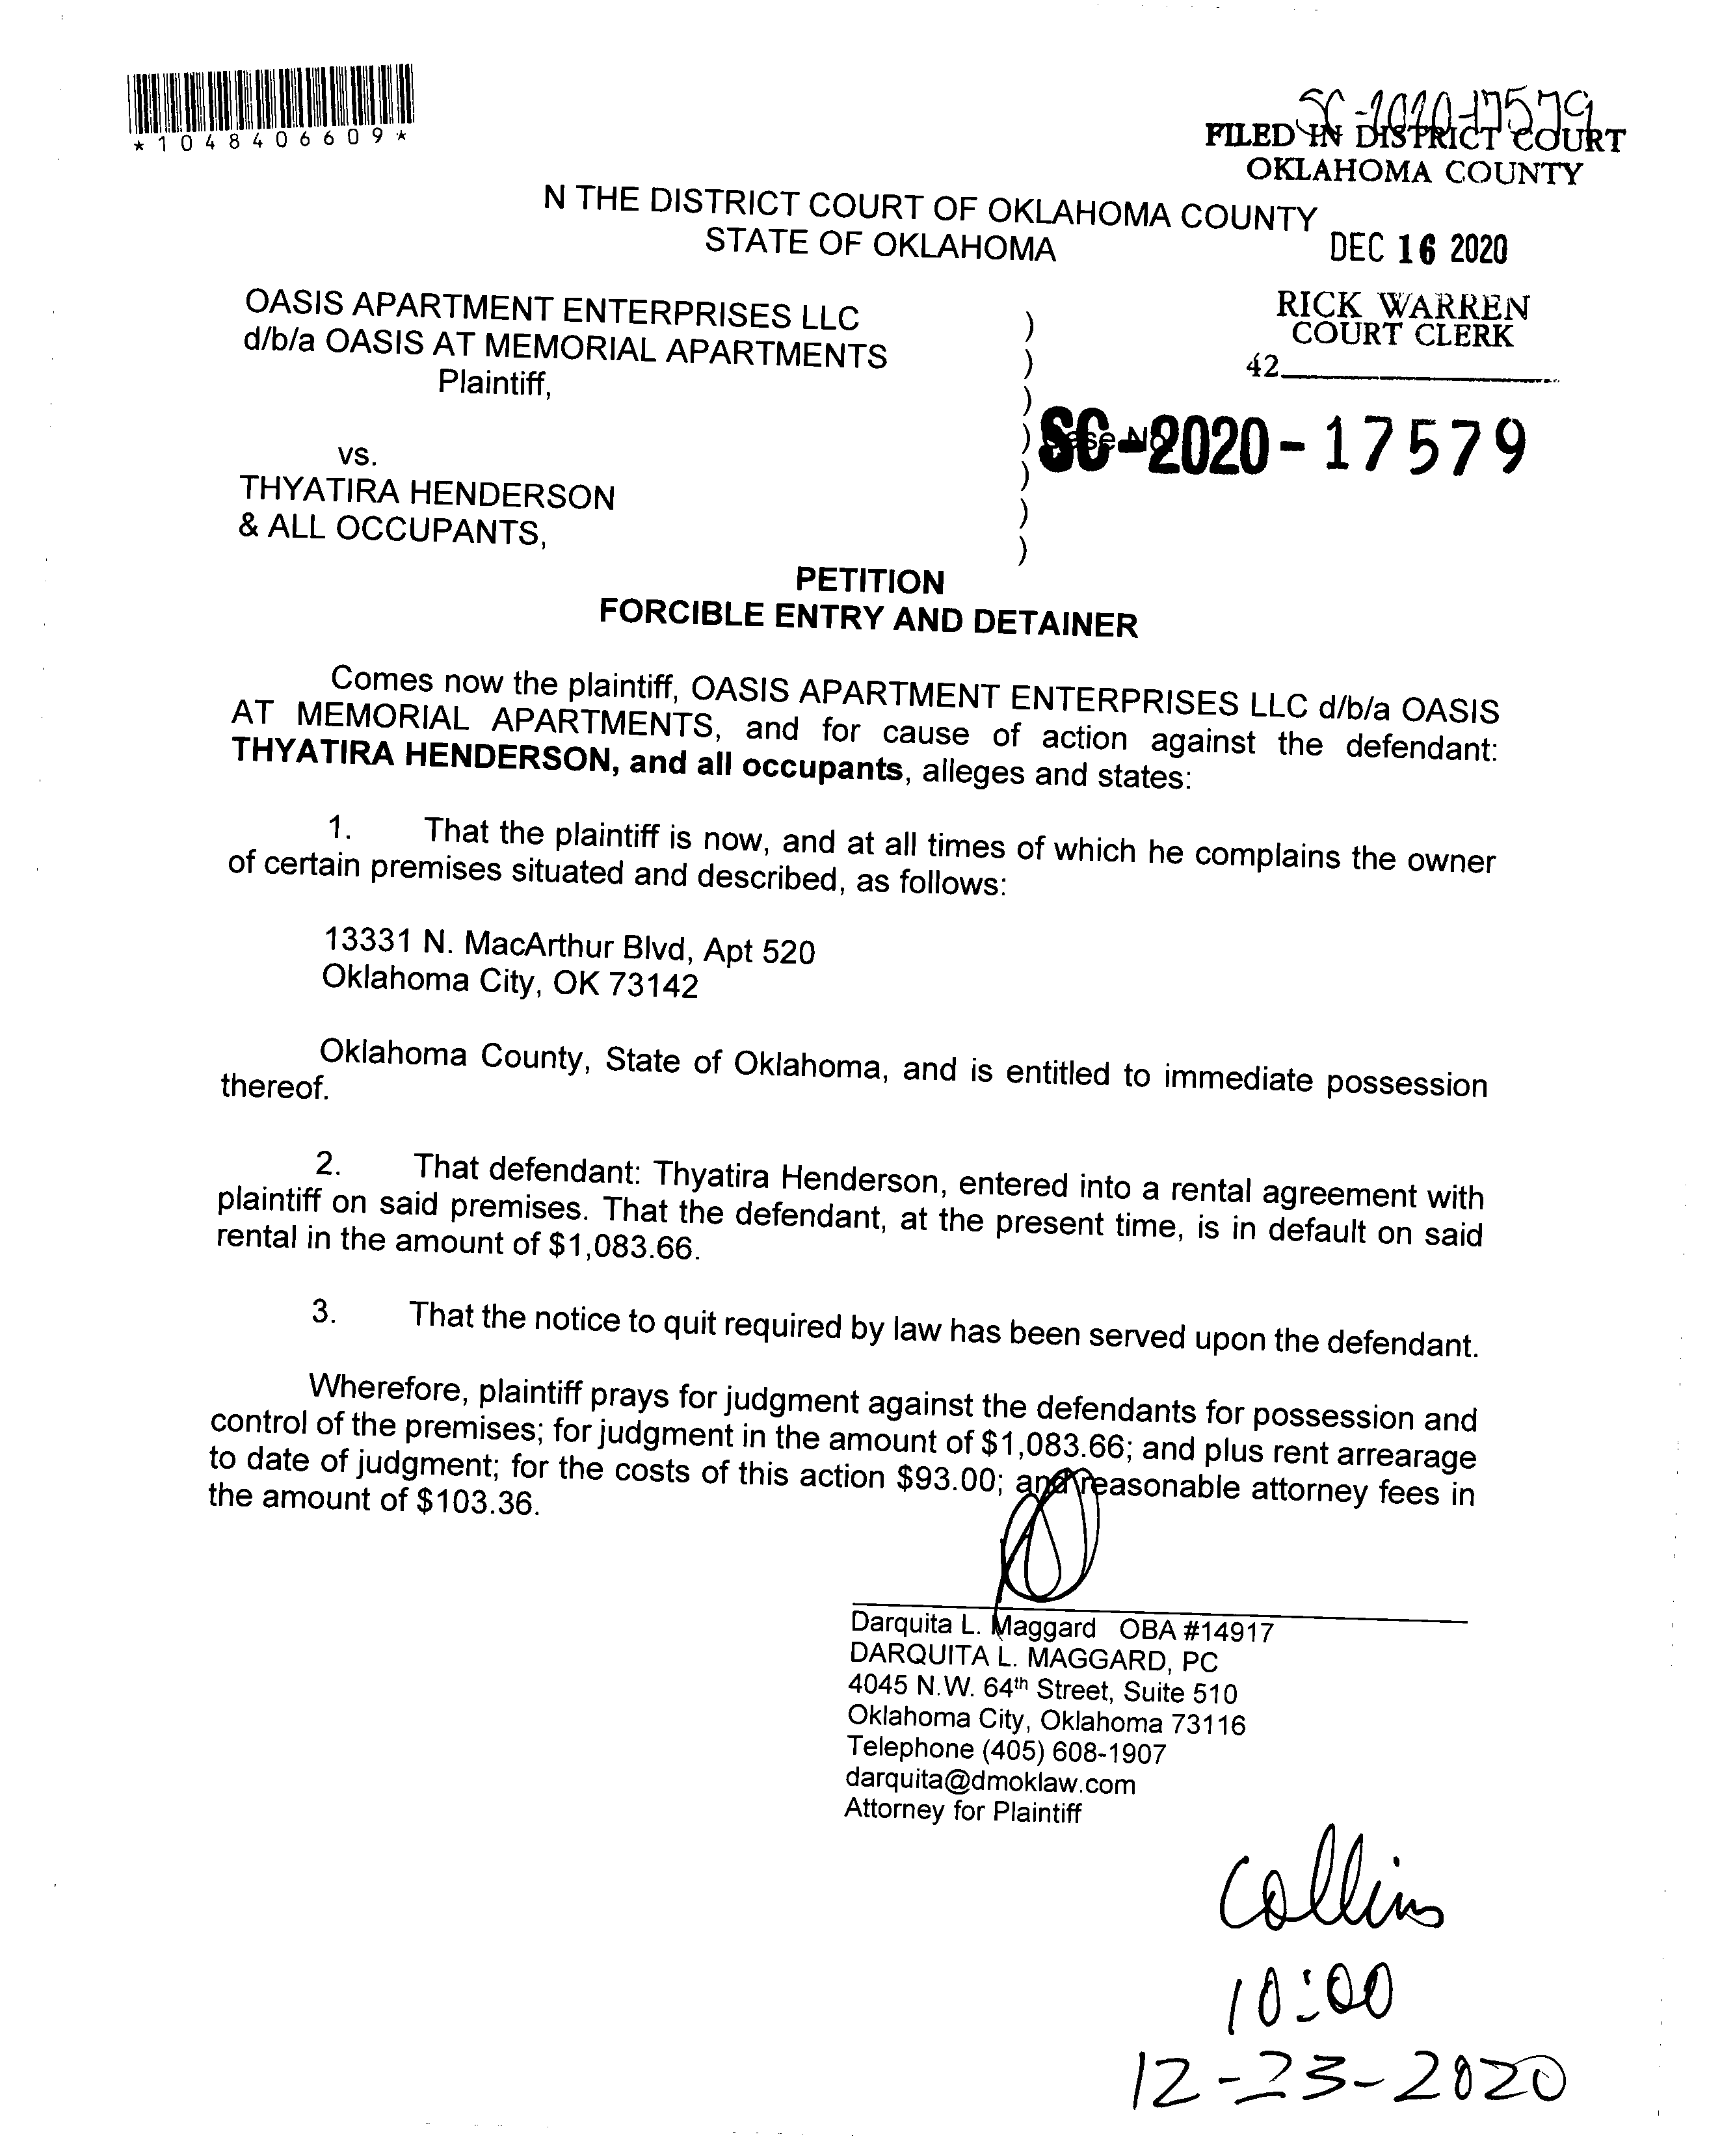 *1048406609*
SC-2020-17579
FILED IN DISTRICT COURT
OKLAHOMA COUNTY
N THE DISTRICT COURT OF OKLAHOMA COUNTY
STATE OF OKLAHOMA
DEC 16 2020
OASIS APARTMENT ENTERPRISES LLC
d/b/a OASIS AT MEMORIAL APARTMENTS
Plaintiff,
)
)
)
)
)
)
)
RICK WARREN
COURT CLERK
42
SC-2020-17579
vs.
THYATIRA HENDERSON
& ALL OCCUPANTS,
PETITION
FORCIBLE ENTRY AND DETAINER
Comes now the plaintiff, OASIS APARTMENT ENTERPRISES LLC d/b/a OASIS
AT MEMORIAL APARTMENTS, and for cause of action against the defendant:
THYATIRA HENDERSON, and all occupants, alleges and states:
1. That the plaintiff is now, and at all times of which he complains the owner
of certain premises situated and described, as follows:
13331 N. MacArthur Blvd, Apt 520
Oklahoma City, OK 73142
Oklahoma County, State of Oklahoma, and is entitled to immediate possession
thereof.
2. That defendant: Thyatira Henderson, entered into a rental agreement with
plaintiff on said premises. That the defendant, at the present time, is in default on said
rental in the amount of $1,083.66.
3. That the notice to quit required by law has been served upon the defendant.
Wherefore, plaintiff prays for judgment against the defendants for possession and
control of the premises; for judgment in the amount of $1,083.66; and plus rent arrearage
to date of judgment; for the costs of this action $93.00; and reasonable attorney fees in
the amount of $103.36.
Darquita L. Maggard OBA #14917
DARQUITA L. MAGGARD, PC
4045 N.W. 64th Street, Suite 510
Oklahoma City, Oklahoma 73116
Telephone (405) 608-1907
darquita@dmoklaw.com
Attorney for Plaintiff
Collins
10:00
12-23-2020